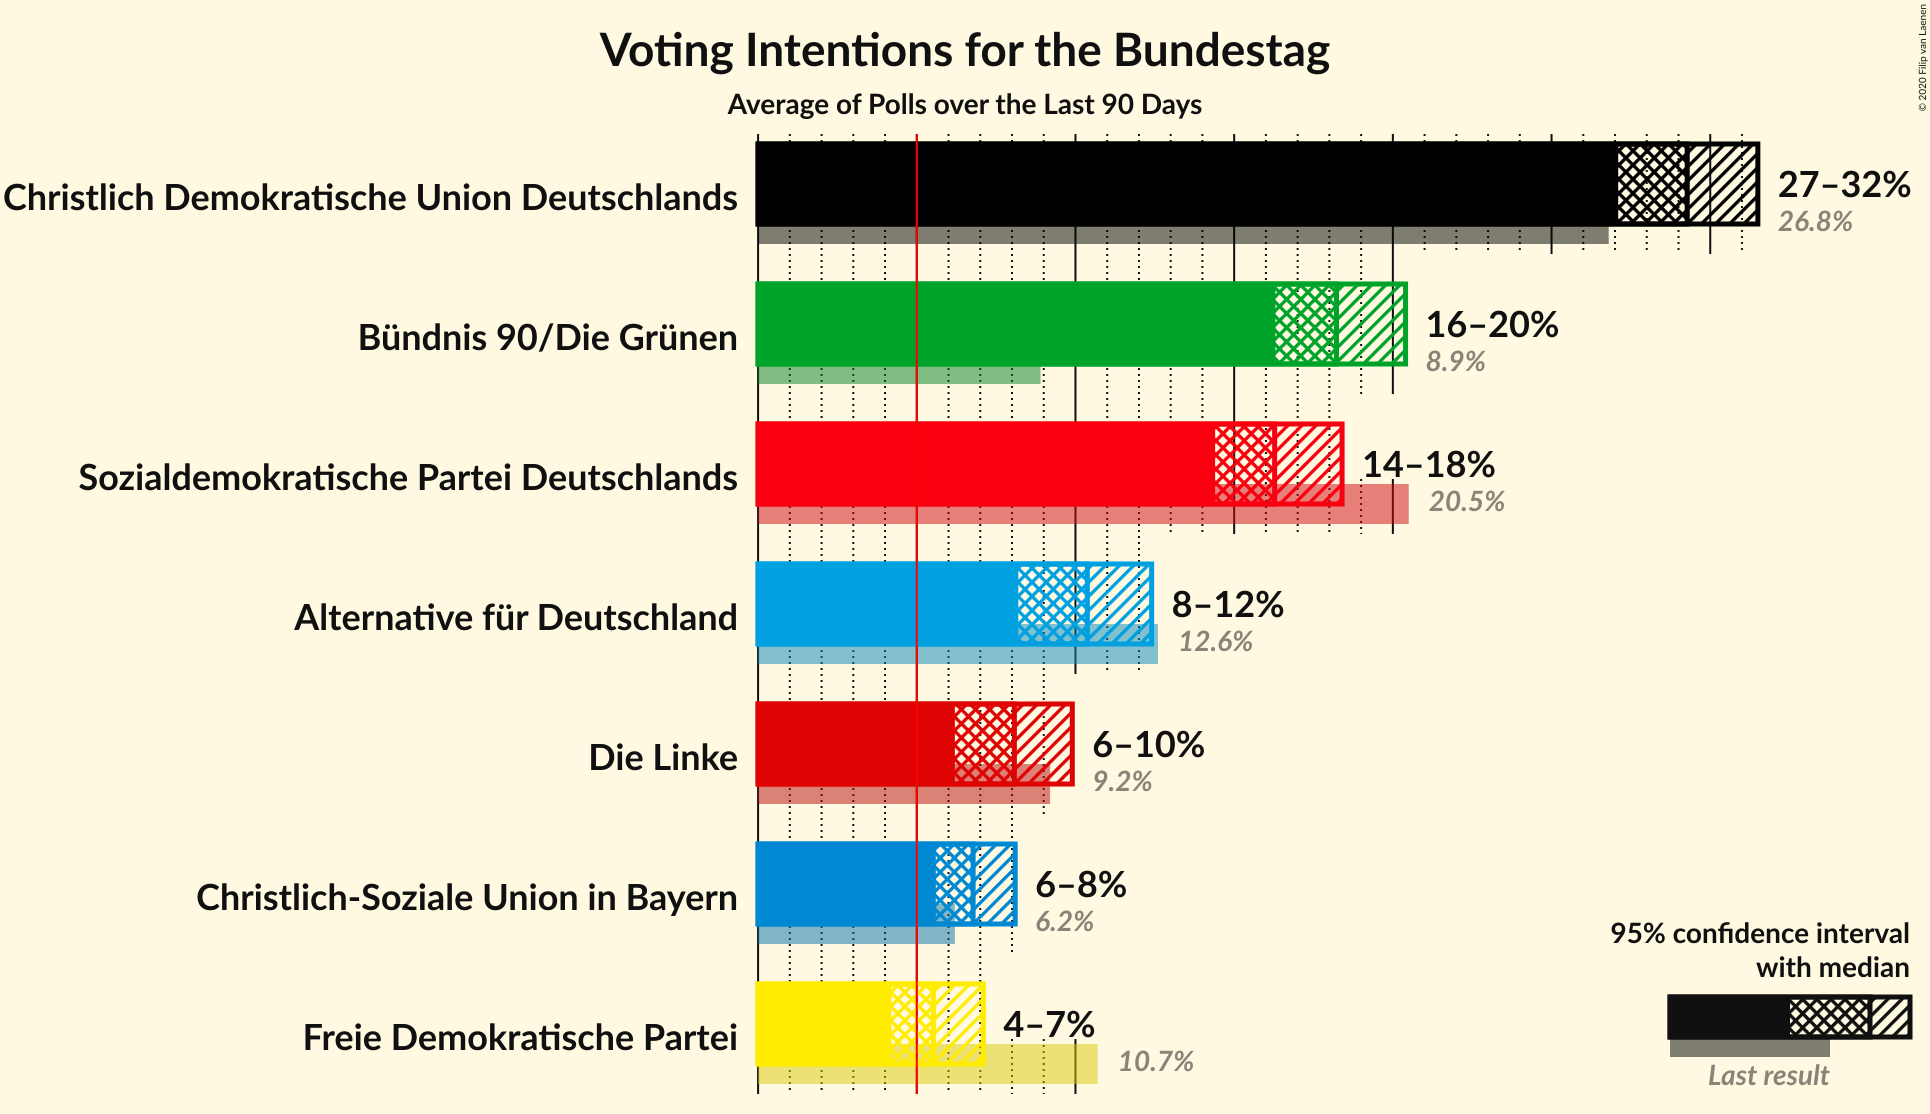 Voting Intentions for the Bundestag
Average of Polls over the Last 90 Days
© 2020 Filip van Laenen
Christlich Demokratische Union Deutschlands
27–32%
26.8%
Bündnis 90/Die Grünen
16–20%
8.9%
Sozialdemokratische Partei Deutschlands
14–18%
20.5%
Alternative für Deutschland
8–12%
12.6%
Die Linke
6–10%
9.2%
Christlich-Soziale Union in Bayern
6–8%
6.2%
Freie Demokratische Partei
4–7%
10.7%
95% confidence interval
with median
Last result